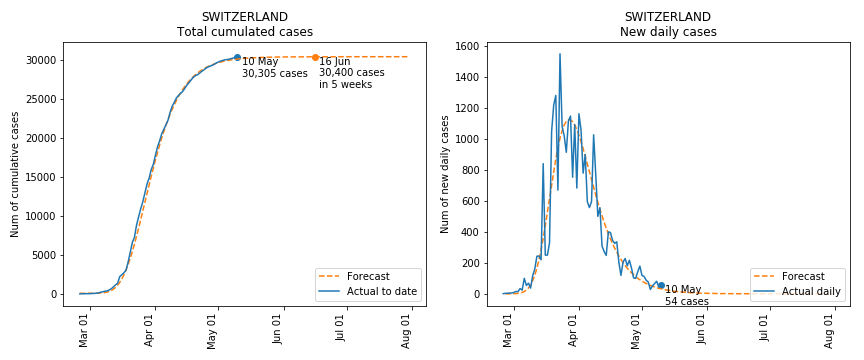 SWITZERLAND
Total cumulated cases
Num of cumulative cases
30000
25000
20000
15000
10000
5000
0
10 May
30,305 cases
16 Jun
30,400 cases
in 5 weeks
Forecast
Actual to date
Mar 01
Apr 01
May 01
Jun 01
Jul 01
Aug 01
SWITZERLAND
New daily cases
Num of new daily cases
1600
1400
1200
1000
800
600
400
200
0
10 May
54 cases
Forecast
Actual daily
Mar 01
Apr 01
May 01
Jun 01
Jul 01
Aug 01